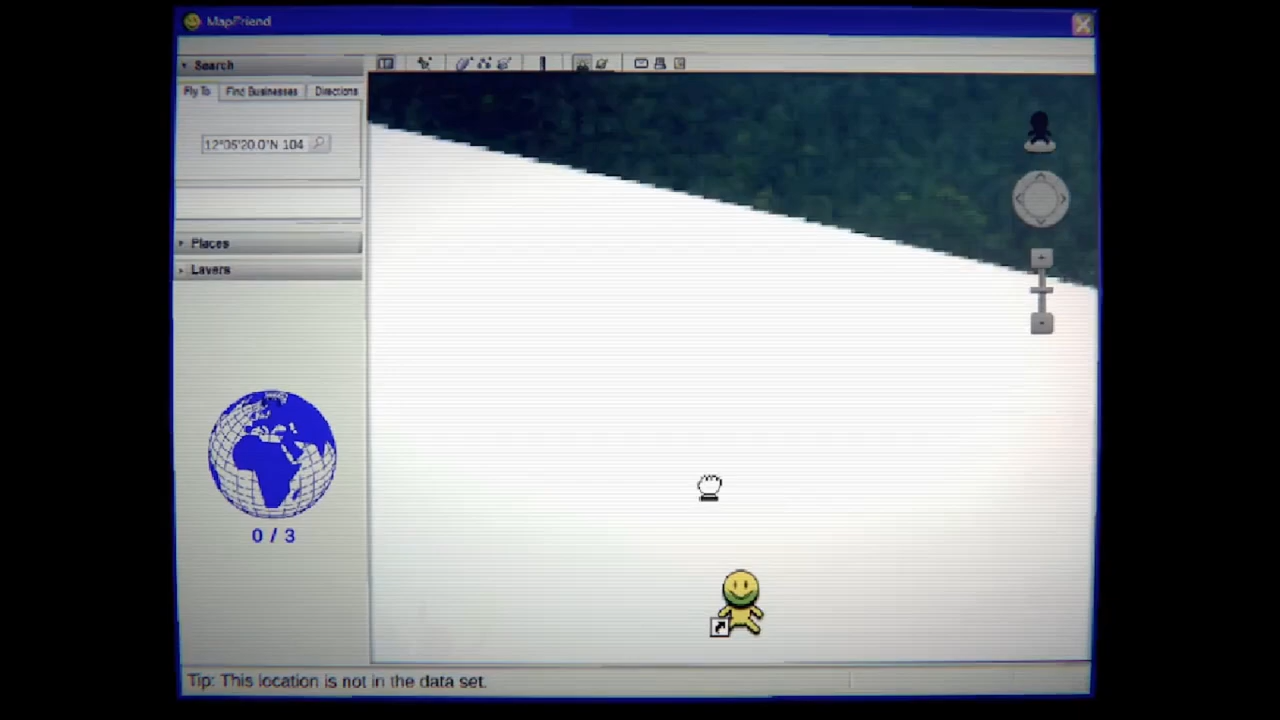 MapFriend
Search
Fly To
Find Businesses
Directions
12°05'20.0"N 104
Places
Layers
0 / 3
Tip: This location is not in the data set.